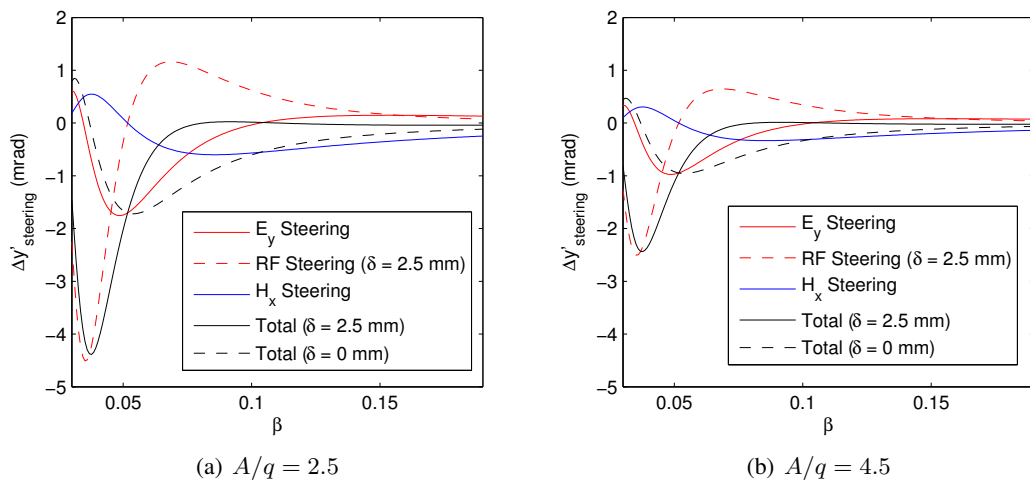 2
1
0
−1
−2
−3
−4
−5
0.05
0.1
0.15
β
Δy'steering (mrad)
Ey Steering
RF Steering (δ = 2.5 mm)
Hx Steering
Total (δ = 2.5 mm)
Total (δ = 0 mm)
(a) A/q = 2.5
2
1
0
−1
−2
−3
−4
−5
0.05
0.1
0.15
β
Δy'steering (mrad)
Ey Steering
RF Steering (δ = 2.5 mm)
Hx Steering
Total (δ = 2.5 mm)
Total (δ = 0 mm)
(b) A/q = 4.5